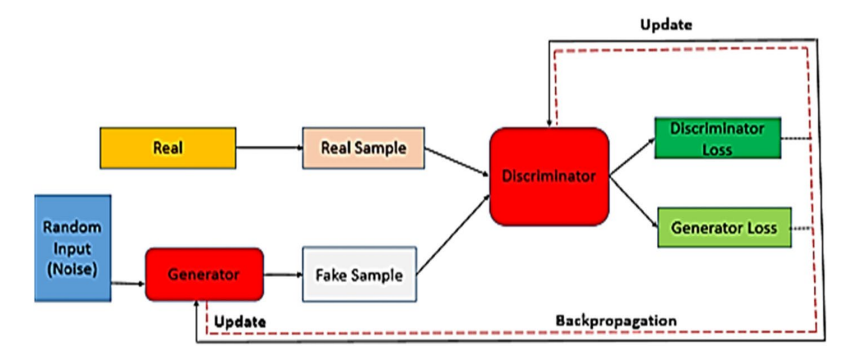 Update
Real
Real Sample
Discriminator
Discriminator
Loss
Generator Loss
Random
Input
(Noise)
Generator
Fake Sample
Update
Backpropagation